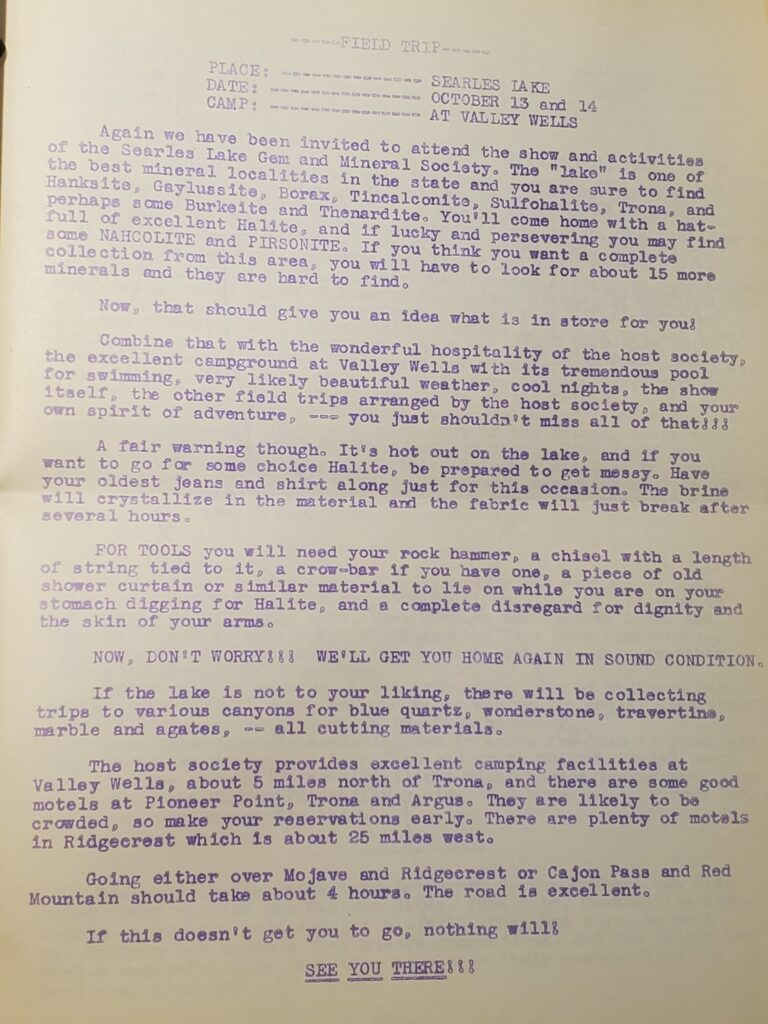 -----FIELD TRIP-----
PLACE: -------------- SEARLES LAKE
DATE: --------------- OCTOBER 13 and 14
CAMP: --------------- AT VALLEY WELLS
Again we have been invited to attend the show and activities
of the Searles Lake Gem and Mineral Society. The "lake" is one of
the best mineral localities in the state and you are sure to find
Hanksite, Gaylussite, Borax, Tincalconite, Sulfohalite, Trona, and
perhaps some Burkeite and Thenardite. You'll come home with a hat-
full of excellent Halite, and if lucky and persevering you may find
some NAHCOLITE and PIRSONITE. If you think you want a complete
collection from this area, you will have to look for about 15 more
minerals and they are hard to find.
Now, that should give you an idea what is in store for you!
Combine that with the wonderful hospitality of the host society,
the excellent campground at Valley Wells with its tremendous pool
for swimming, very likely beautiful weather, cool nights, the show
itself, the other field trips arranged by the host society, and your
own spirit of adventure, --- you just shouldn't miss all of that!!!
A fair warning though. It's hot out on the lake, and if you
want to go for some choice Halite, be prepared to get messy. Have
your oldest jeans and shirt along just for this occasion. The brine
will crystallize in the material and the fabric will just break after
several hours.
FOR TOOLS you will need your rock hammer, a chisel with a length
of string tied to it, a crow-bar if you have one, a piece of old
shower curtain or similar material to lie on while you are on your
stomach digging for Halite, and a complete disregard for dignity and
the skin of your arms.
NOW, DON'T WORRY!!! WE'LL GET YOU HOME AGAIN IN SOUND CONDITION.
If the lake is not to your liking, there will be collecting
trips to various canyons for blue quartz, wonderstone, travertine,
marble and agates, -- all cutting materials.
The host society provides excellent camping facilities at
Valley Wells, about 5 miles north of Trona, and there are some good
motels at Pioneer Point, Trona and Argus. They are likely to be
crowded, so make your reservations early. There are plenty of motels
in Ridgecrest which is about 25 miles west.
Going either over Mojave and Ridgecrest or Cajon Pass and Red
Mountain should take about 4 hours. The road is excellent.
If this doesn't get you to go, nothing will!
SEE YOU THERE!!!